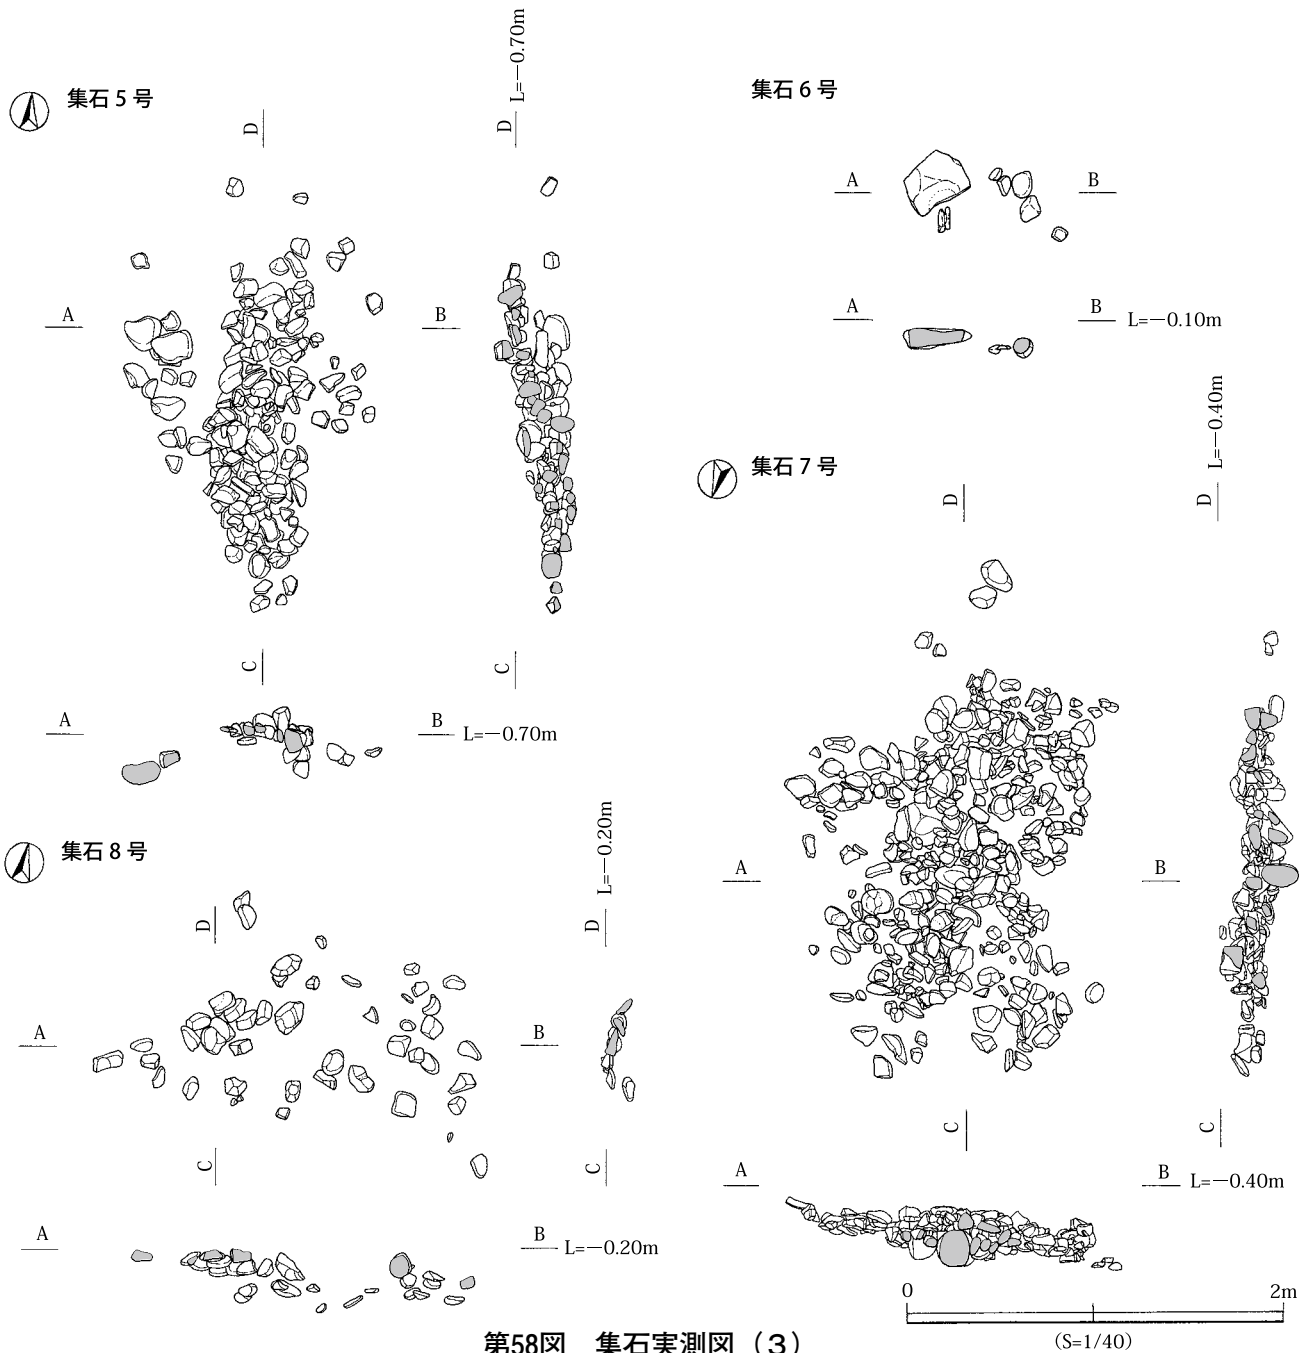 集石５号
D
L=－0.70m
D
A
B
C
C
A
B L=－0.70m
集石６号
A
B
A
B L=－0.10m
集石７号
D
L=－0.40m
D
A
B
C
C
A
B L=－0.40m
集石８号
D
L=－0.20m
D
A
B
C
C
A
B L=－0.20m
0
2m
(S=1/40)
第58図　集石実測図（３）